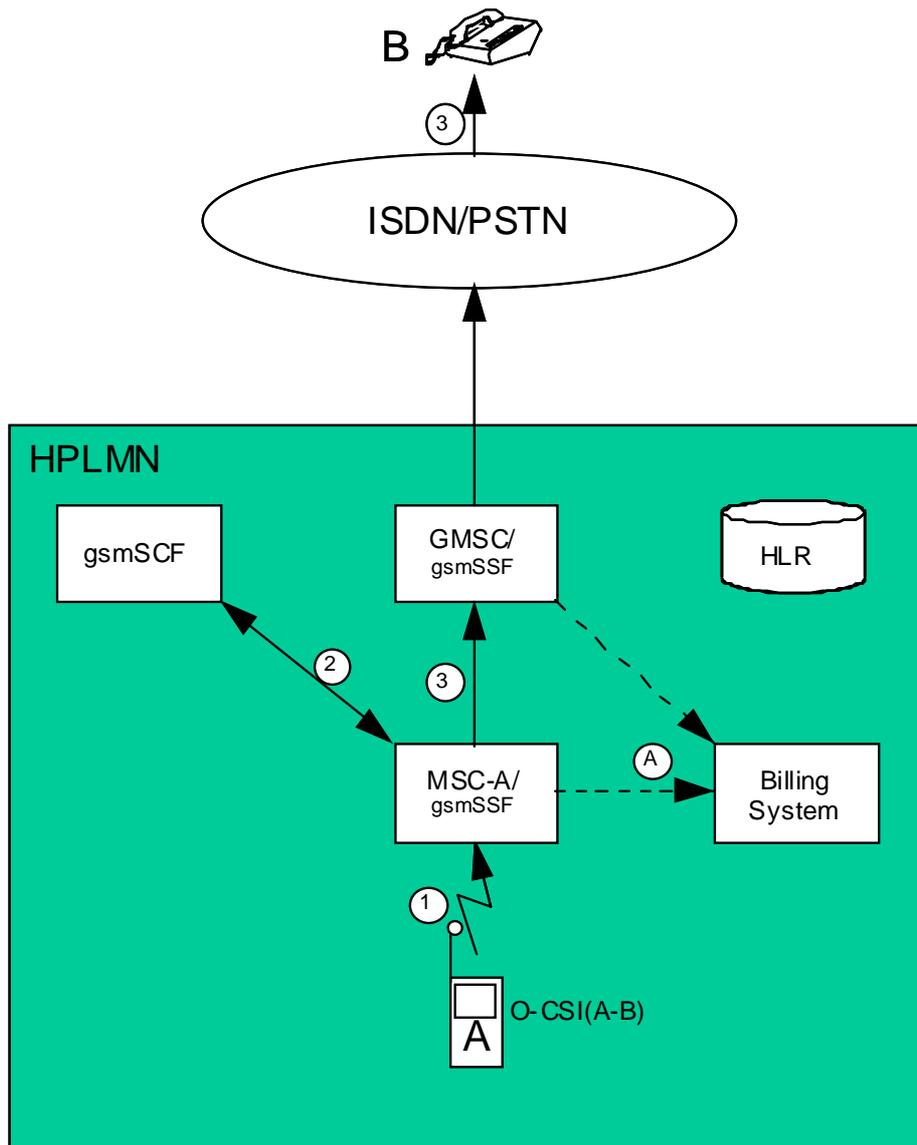 B
3
ISDN/PSTN
HPLMN
gsmSCF
GMSC/
gsmSSF
HLR
2
3
MSC-A/
gsmSSF
A
Billing
System
1
O-CSI(A-B)
A